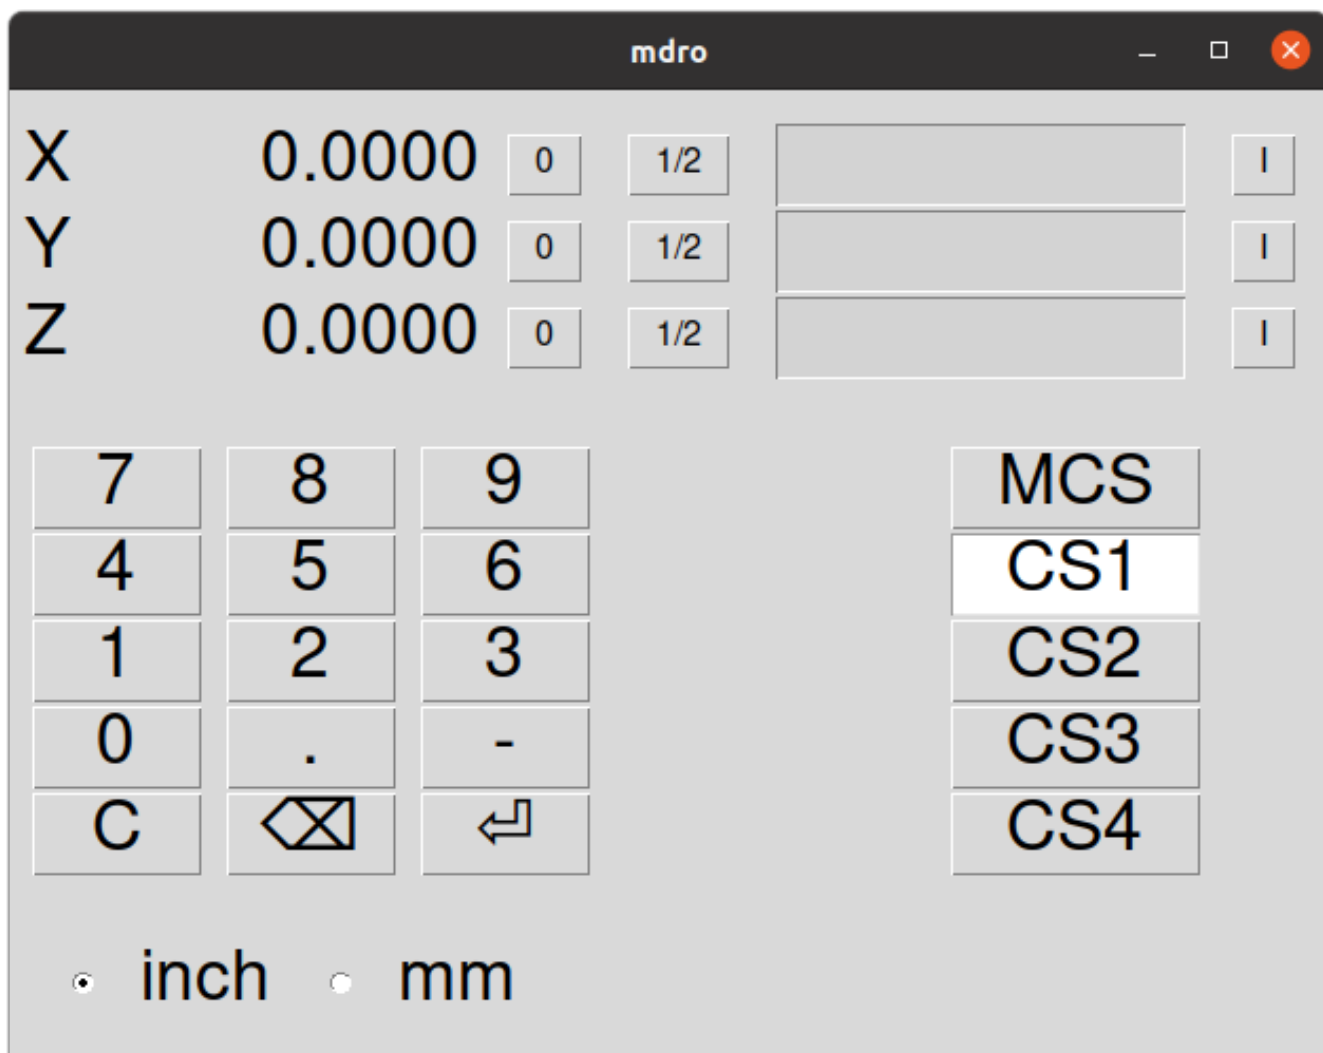 mdro
X 0.0000 0 1/2 I
Y 0.0000 0 1/2 I
Z 0.0000 0 1/2 I
7 8 9 MCS
4 5 6 CS1
1 2 3 CS2
0 . - CS3
C ⌫ ⏎ CS4
inch mm